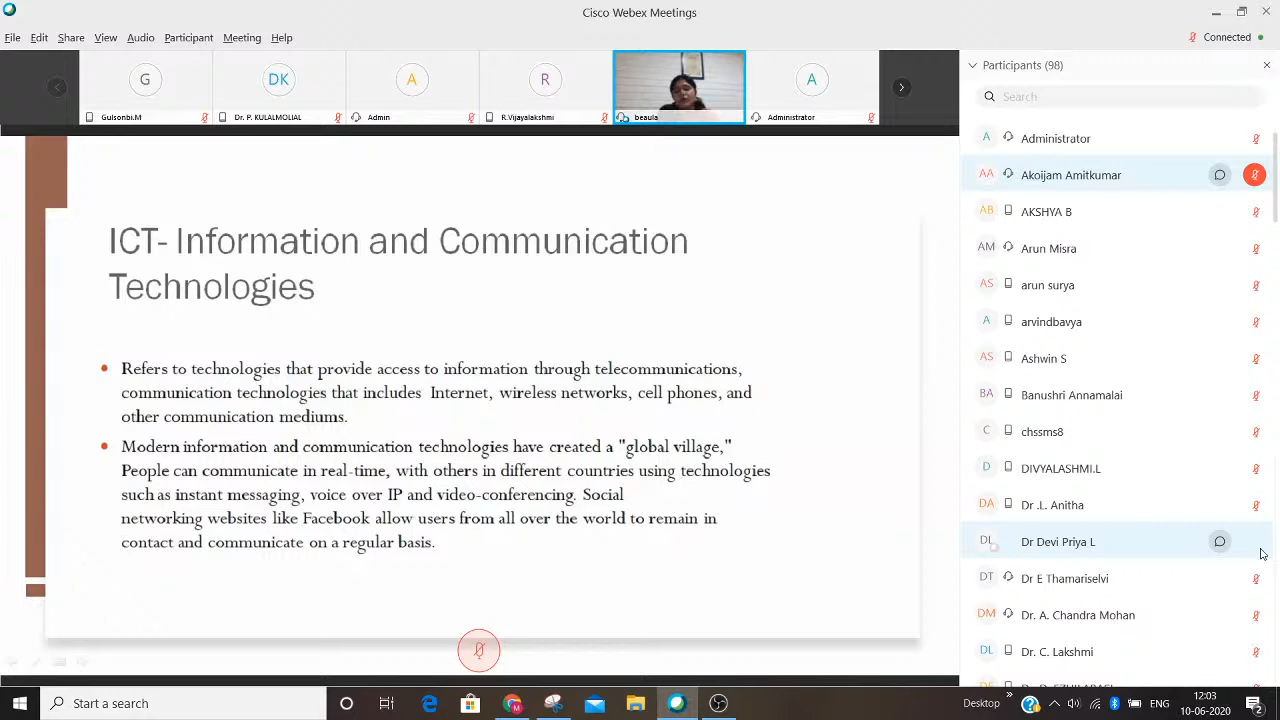 Cisco Webex Meetings
File Edit Share View Audio Participant Meeting Help
Connected
G
DK
A
R
A
Gulsonbi.M
Dr. P. KULALMOLIAL
Admin
R.Vijayalakshmi
beaula
Administrator
ICT- Information and Communication
Technologies
• Refers to technologies that provide access to information through telecommunications,
communication technologies that includes Internet, wireless networks, cell phones, and
other communication mediums.
• Modern information and communication technologies have created a "global village,"
People can communicate in real-time, with others in different countries using technologies
such as instant messaging, voice over IP and video-conferencing. Social
networking websites like Facebook allow users from all over the world to remain in
contact and communicate on a regular basis.
Participants (98)
Search
A Administrator
AA Akoijam Amitkumar
AB AKSHYA B
AM Arun Misra
AS arun surya
A arvindbavya
AS Ashwin S
BA Banushri Annamalai
C chssms8
D DIVYALASHMI.L
DA Dr .L. Anitha
DL Dr Devi Priya L
DT Dr E Thamariselvi
DM Dr. A. Chandra Mohan
DL Dr. C. Lakshmi
Start a search
Desktop
ENG
12:03
10-06-2020
2